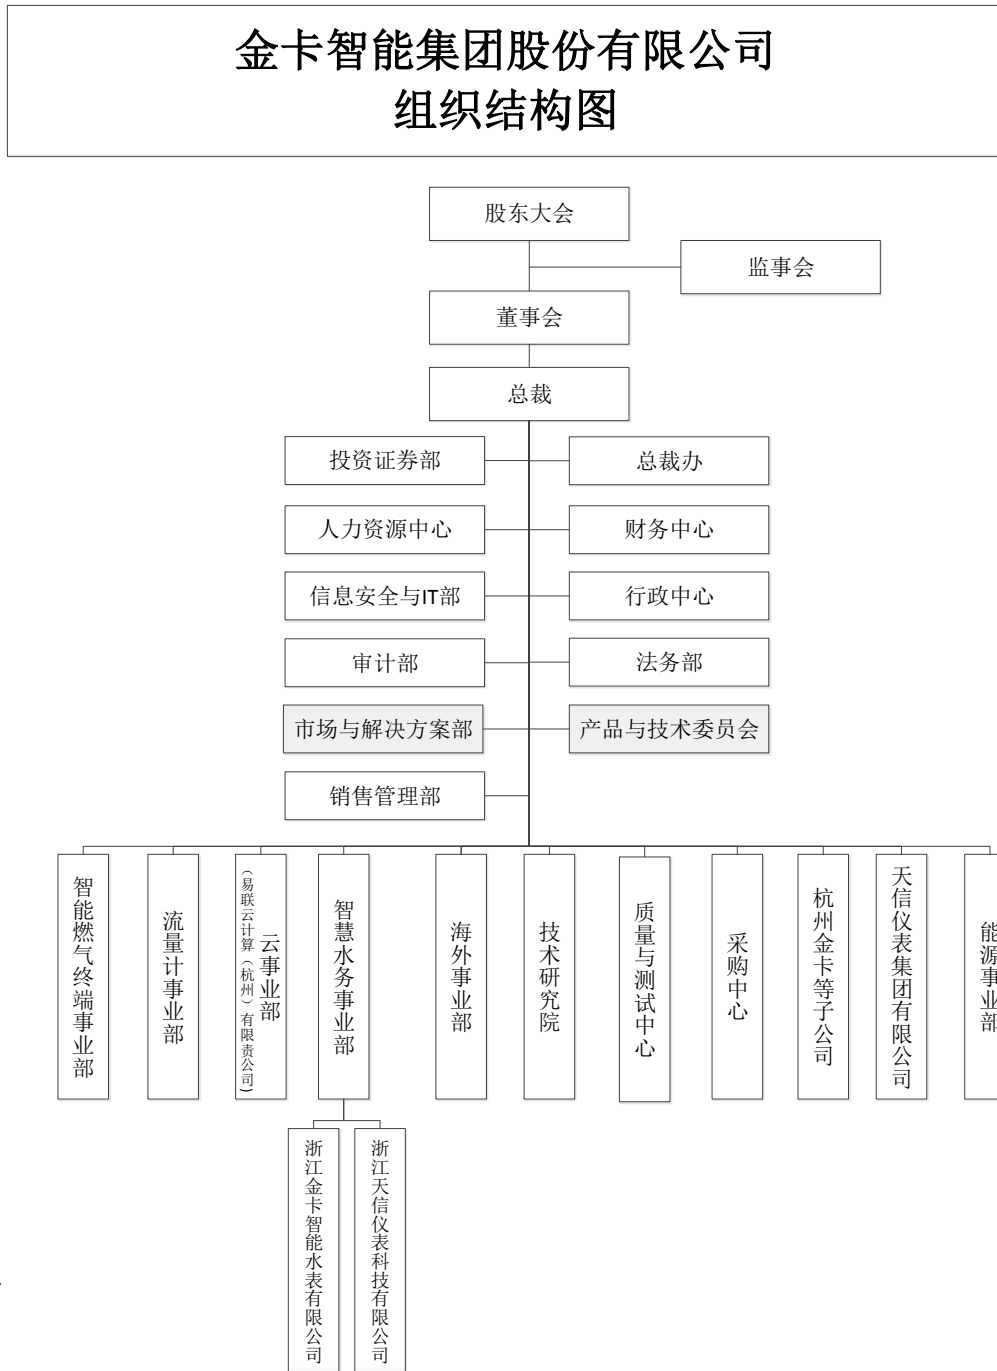 金卡智能集团股份有限公司
组织结构图
股东大会
监事会
董事会
总裁
投资证券部
总裁办
人力资源中心
财务中心
信息安全与IT部
行政中心
审计部
法务部
市场与解决方案部
产品与技术委员会
销售管理部
智能燃气终端事业部
流量计事业部
云事业部
（易联云计算（杭州）有限责公司)
智慧水务事业部
海外事业部
技术研究院
质量与测试中心
采购中心
杭州金卡等子公司
天信仪表集团有限公司
能源事业部
浙江金卡智能水表有限公司
浙江天信仪表科技有限公司